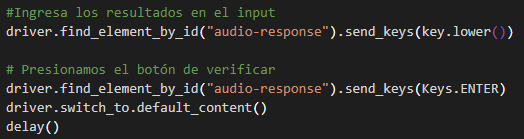 #Ingresa los resultados en el input
driver.find_element_by_id("audio-response").send_keys(key.lower())
# Presionamos el botón de verificar
driver.find_element_by_id("audio-response").send_keys(Keys.ENTER)
driver.switch_to.default_content()
delay()